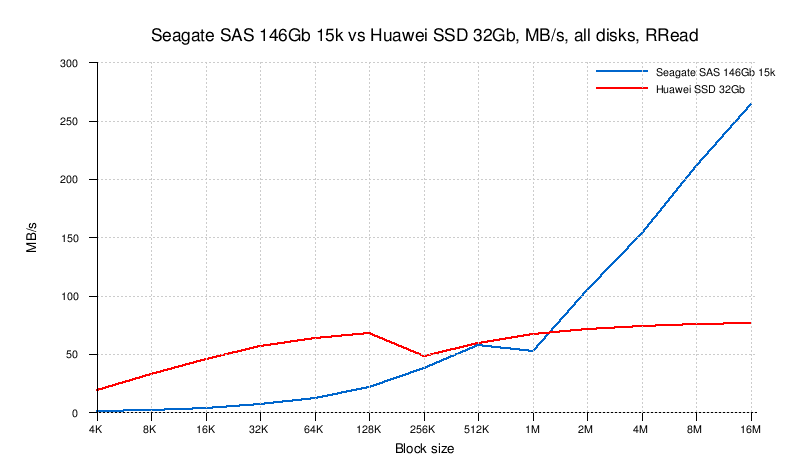 Seagate SAS 146Gb 15k vs Huawei SSD 32Gb, MB/s, all disks, RRead
Seagate SAS 146Gb 15k
Huawei SSD 32Gb
300
250
200
150
100
50
0
MB/s
4K 8K 16K 32K 64K 128K 256K 512K 1M 2M 4M 8M 16M
Block size